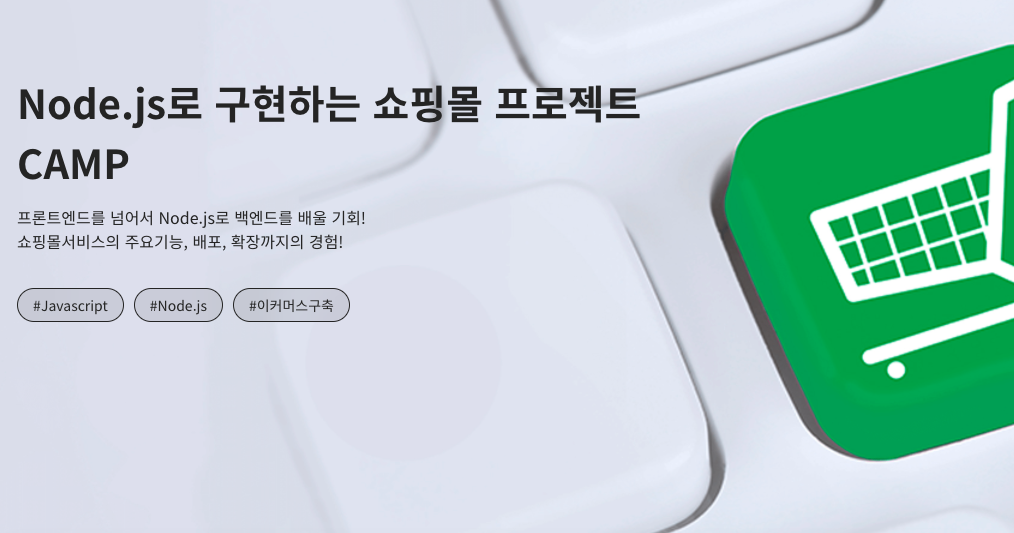 Node.js로 구현하는 쇼핑몰 프로젝트
CAMP
프론트엔드를 넘어서 Node.js로 백엔드를 배울 기회!
쇼핑몰서비스의 주요기능, 배포, 확장까지의 경험!
#Javascript #Node.js #이커머스구축